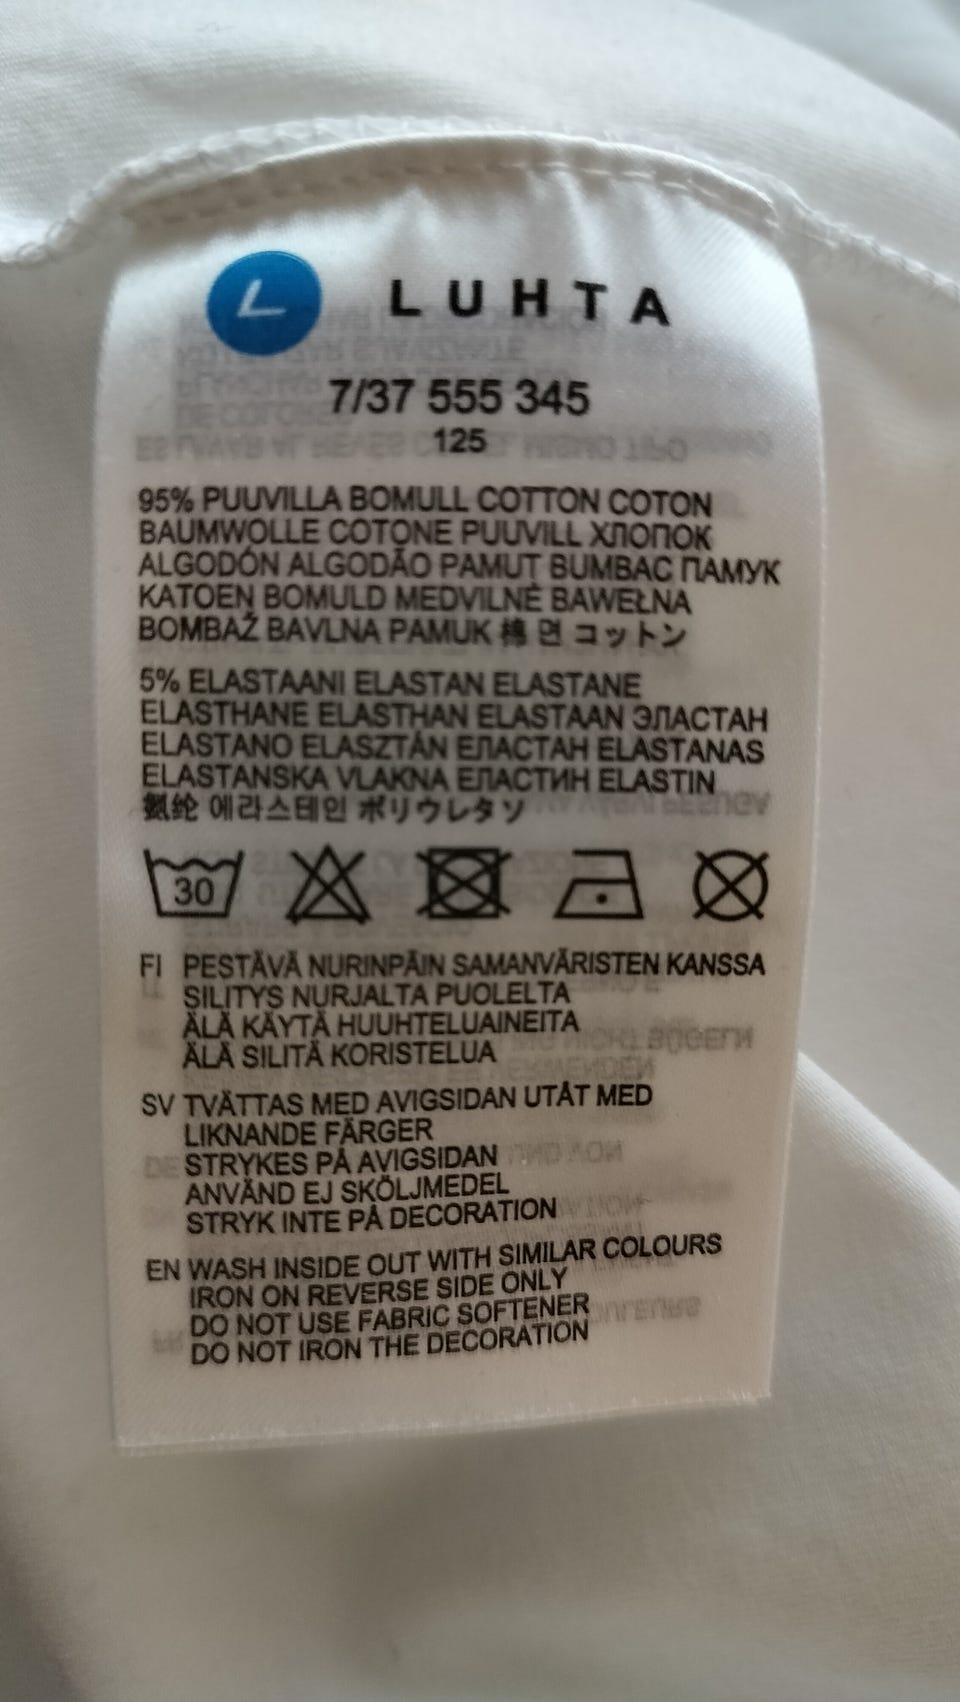 L LUHTA
7/37 555 345
125
95% PUUVILLA BOMULL COTTON COTON
BAUMWOLLE COTONE PUUVILL ХЛОПОК
ALGODÓN ALGODÃO PAMUT BUMBAC ПАМУК
KATOEN BOMULD MEDVILNĖ BAWEŁNA
BOMBAŽ BAVLNA PAMUK 棉 면 コットン
5% ELASTAANI ELASTAN ELASTANE
ELASTHANE ELASTHAN ELASTAAN ЭЛАСТАН
ELASTANO ELASZTÁN ЕЛАСТАН ELASTANAS
ELASTANSKA VLAKNA ЕЛАСТИН ELASTIN
氨纶 에라스테인 ポリウレタン
30
FI PESTÄVÄ NURINPÄIN SAMANVÄRISTEN KANSSA
SILITYS NURJALTA PUOLELTA
ÄLÄ KÄYTÄ HUUHTELUAINEITA
ÄLÄ SILITÄ KORISTELUA
SV TVÄTTAS MED AVIGSIDAN UTÅT MED
LIKNANDE FÄRGER
STRYKES PÅ AVIGSIDAN
ANVÄND EJ SKÖLJMEDEL
STRYK INTE PÅ DECORATION
EN WASH INSIDE OUT WITH SIMILAR COLOURS
IRON ON REVERSE SIDE ONLY
DO NOT USE FABRIC SOFTENER
DO NOT IRON THE DECORATION